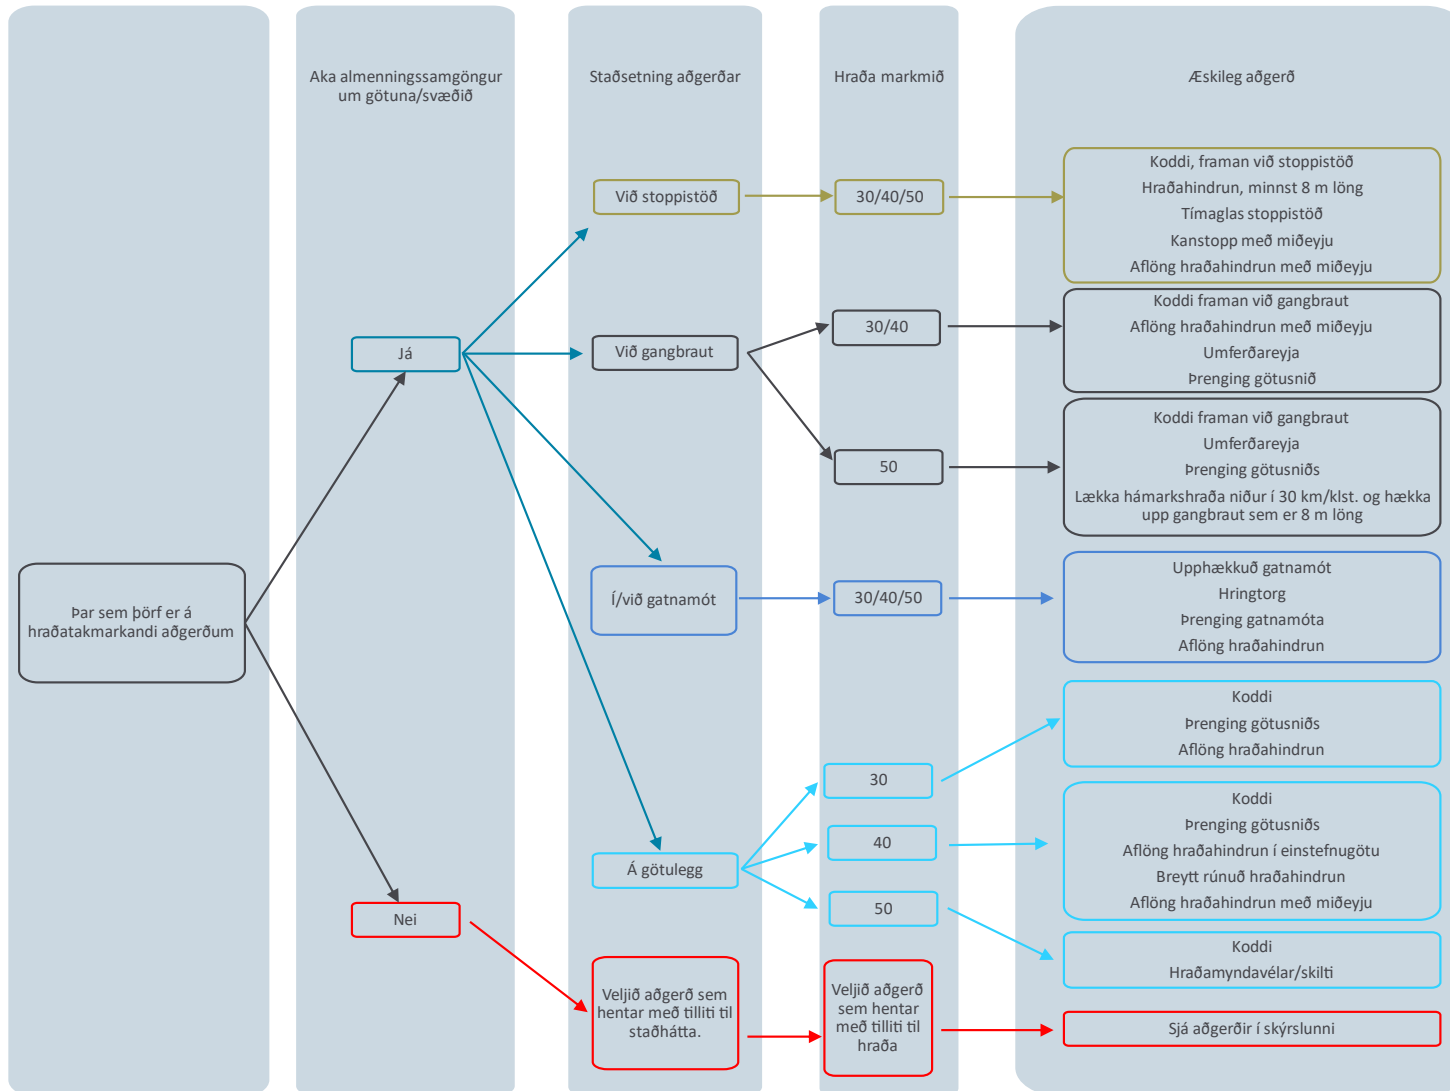 Aka almenningssamgöngur
um götuna/svæðið
Staðsetning aðgerðar
Hraða markmið
Æskileg aðgerð
Þar sem þörf er á
hraðatakmarkandi aðgerðum
Já
Nei
Við stoppistöð
Við gangbraut
Í/við gatnamót
Á götulegg
Veljið aðgerð sem
hentar með tilliti til
staðhátta.
30/40/50
30/40
50
30/40/50
30
40
50
Veljið aðgerð
sem hentar
með tilliti til
hraða
Koddi, framan við stoppistöð
Hraðahindrun, minnst 8 m löng
Tímaglas stoppistöð
Kanstopp með miðeyju
Aflöng hraðahindrun með miðeyju
Koddi framan við gangbraut
Aflöng hraðahindrun með miðeyju
Umferðareyja
Þrenging götusnið
Koddi framan við gangbraut
Umferðareyja
Þrenging götusniðs
Lækka hámarkshraða niður í 30 km/klst. og hækka
upp gangbraut sem er 8 m löng
Upphækkuð gatnamót
Hringtorg
Þrenging gatnamóta
Aflöng hraðahindrun
Koddi
Þrenging götusniðs
Aflöng hraðahindrun
Koddi
Þrenging götusniðs
Aflöng hraðahindrun í einstefnugötu
Breytt rúnuð hraðahindrun
Aflöng hraðahindrun með miðeyju
Koddi
Hraðamyndavélar/skilti
Sjá aðgerðir í skýrslunni